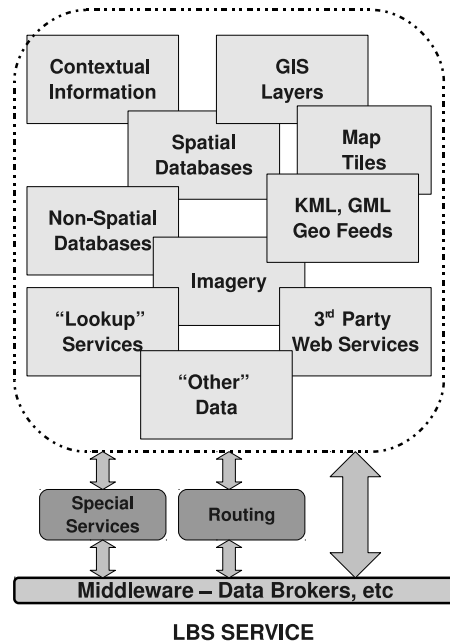 Contextual
Information
GIS
Layers
Spatial
Databases
Map
Tiles
Non-Spatial
Databases
KML, GML
Geo Feeds
Imagery
“Lookup”
Services
3rd Party
Web Services
“Other”
Data
Special
Services
Routing
Middleware – Data Brokers, etc
LBS SERVICE